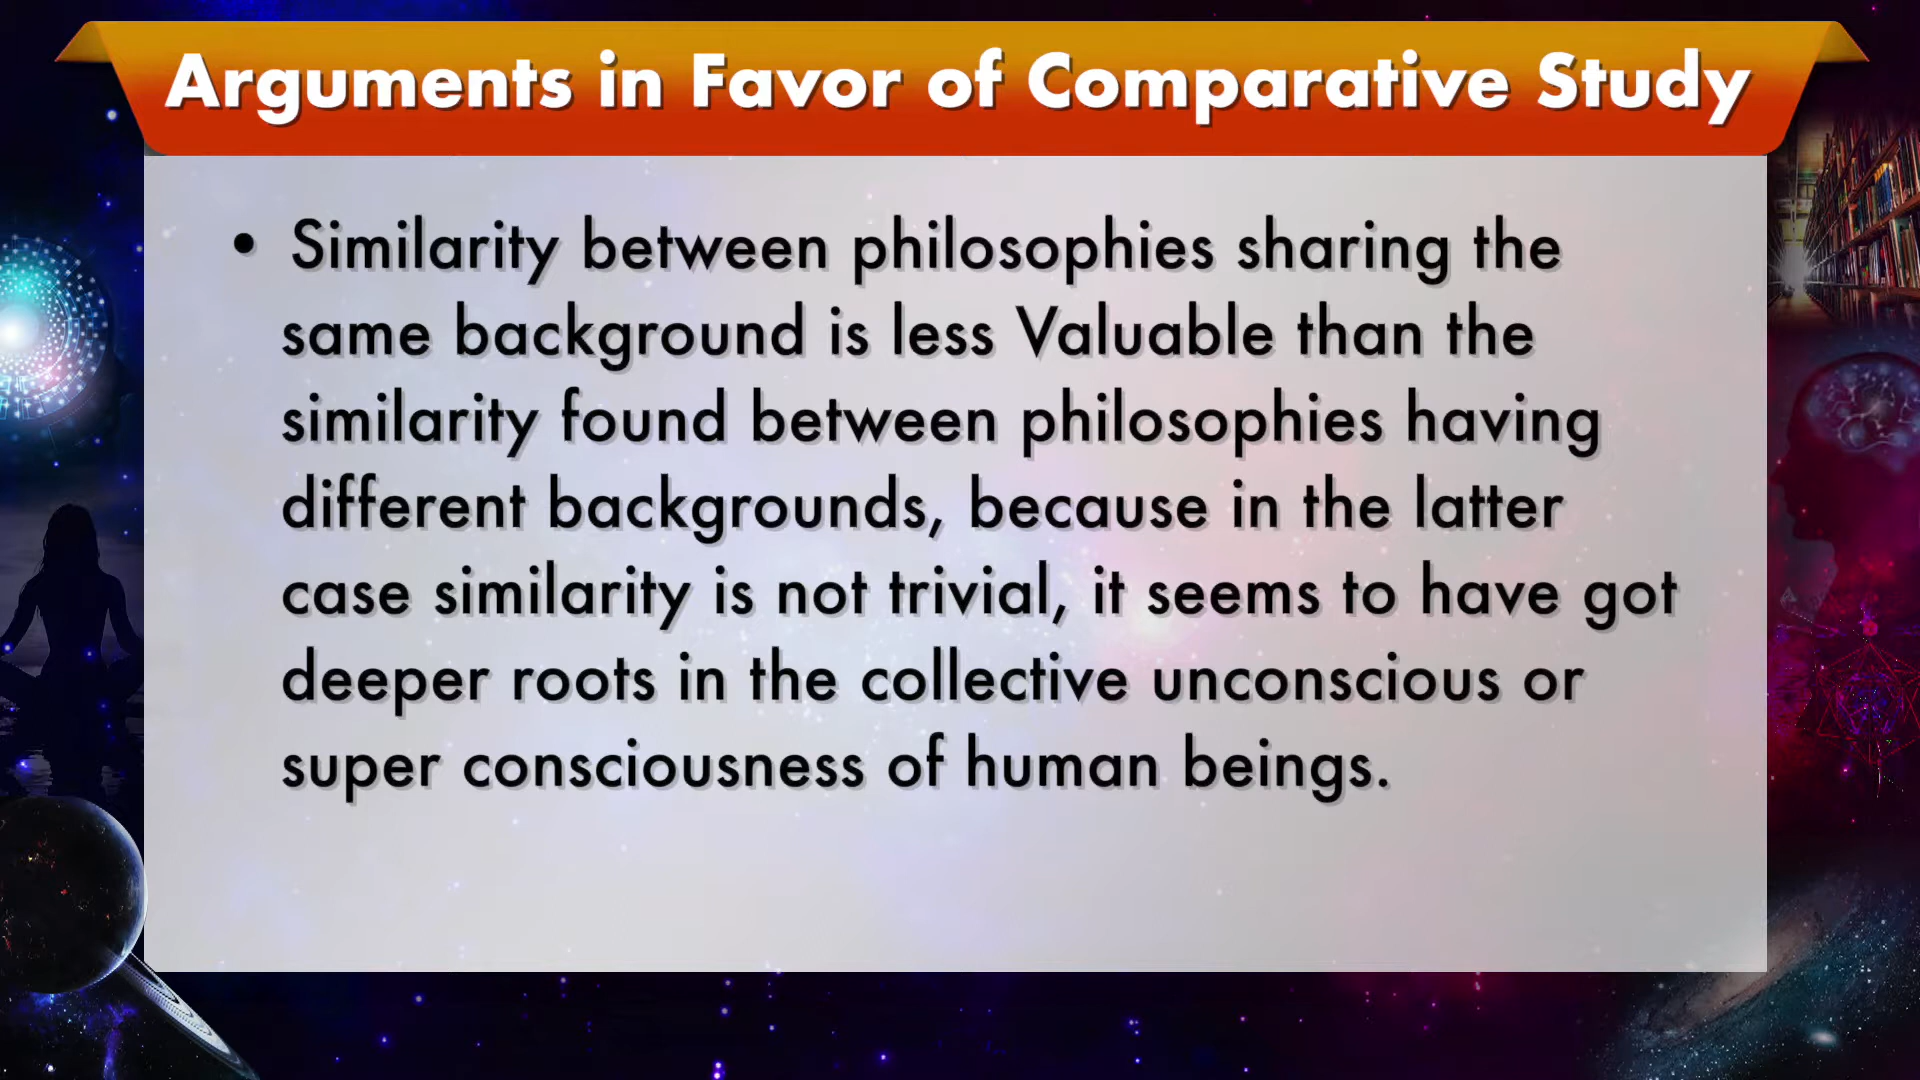 Arguments in Favor of Comparative Study
• Similarity between philosophies sharing the
same background is less Valuable than the
similarity found between philosophies having
different backgrounds, because in the latter
case similarity is not trivial, it seems to have got
deeper roots in the collective unconscious or
super consciousness of human beings.